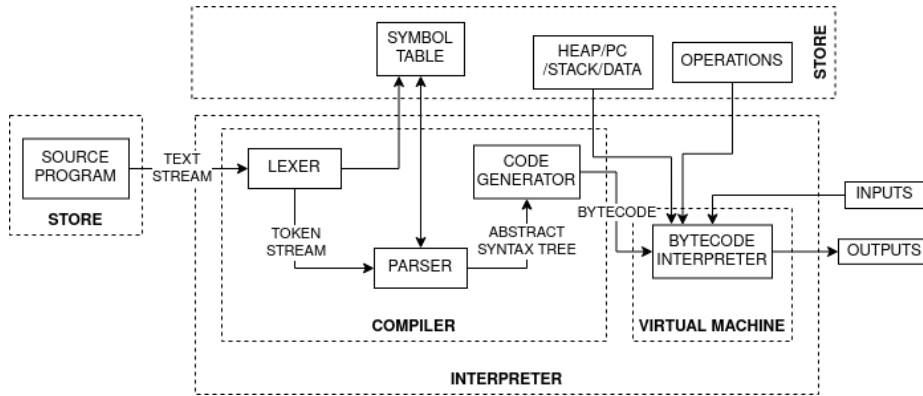 SYMBOL
TABLE
HEAP/PC
/STACK/DATA
OPERATIONS
STORE
SOURCE
PROGRAM
STORE
TEXT
STREAM
LEXER
CODE
GENERATOR
TOKEN
STREAM
PARSER
ABSTRACT
SYNTAX TREE
COMPILER
BYTECODE
BYTECODE
INTERPRETER
VIRTUAL MACHINE
INPUTS
OUTPUTS
INTERPRETER